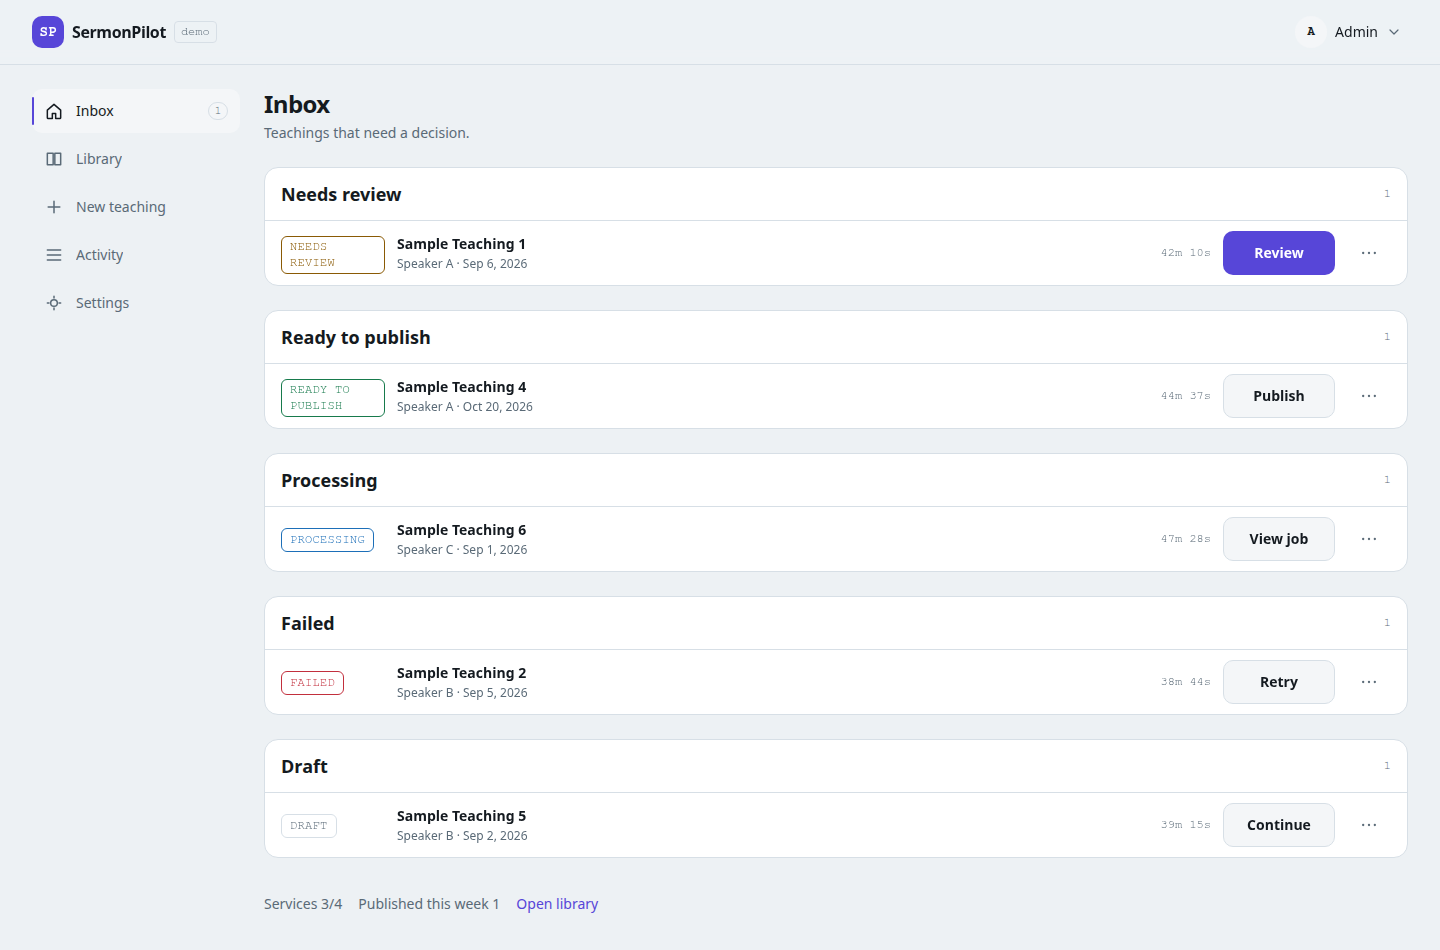 SP SermonPilot demo
A Admin
Inbox 1
Library
New teaching
Activity
Settings
Inbox
Teachings that need a decision.
Needs review 1
NEEDS
REVIEW
Sample Teaching 1
Speaker A · Sep 6, 2026
42m 10s
Review
...
Ready to publish 1
READY TO
PUBLISH
Sample Teaching 4
Speaker A · Oct 20, 2026
44m 37s
Publish
...
Processing 1
PROCESSING
Sample Teaching 6
Speaker C · Sep 1, 2026
47m 28s
View job
...
Failed 1
FAILED
Sample Teaching 2
Speaker B · Sep 5, 2026
38m 44s
Retry
...
Draft 1
DRAFT
Sample Teaching 5
Speaker B · Sep 2, 2026
39m 15s
Continue
...
Services 3/4 Published this week 1 Open library